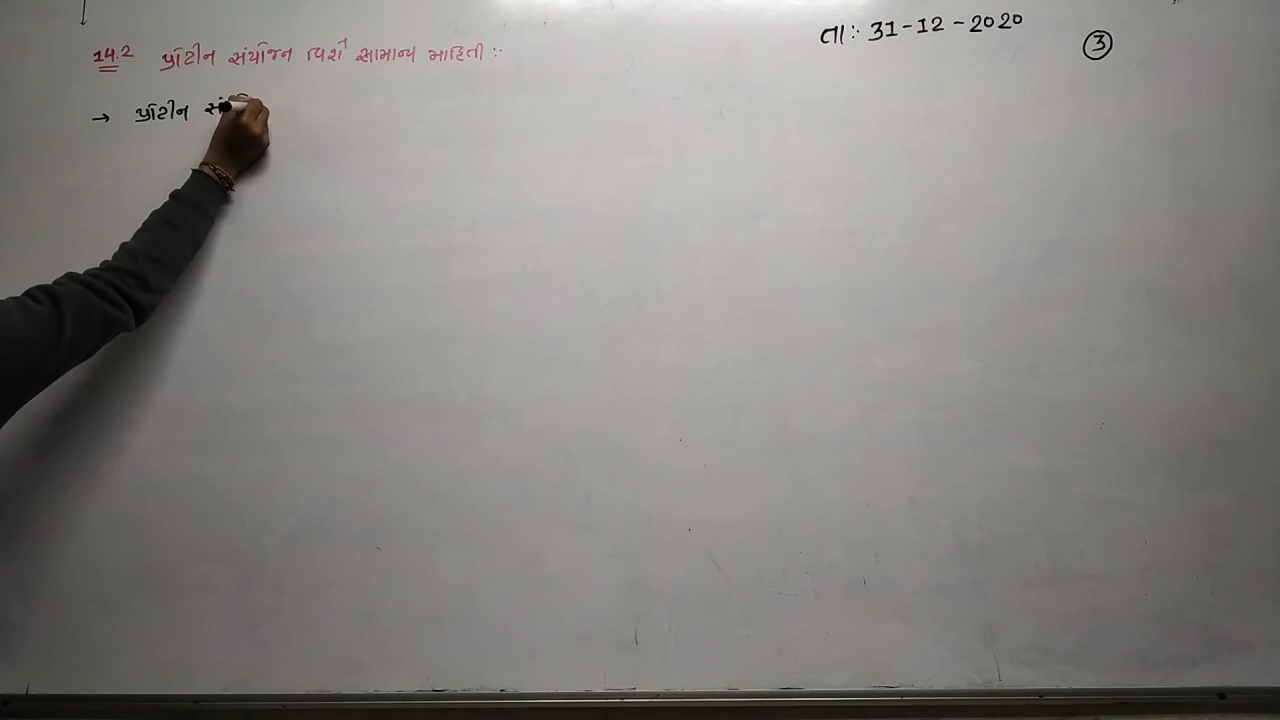 તા:- 31-12-2020
3
14.2 પ્રોટીન સંયોજન વિશે સામાન્ય માહિતી :-
→ પ્રોટીન સં